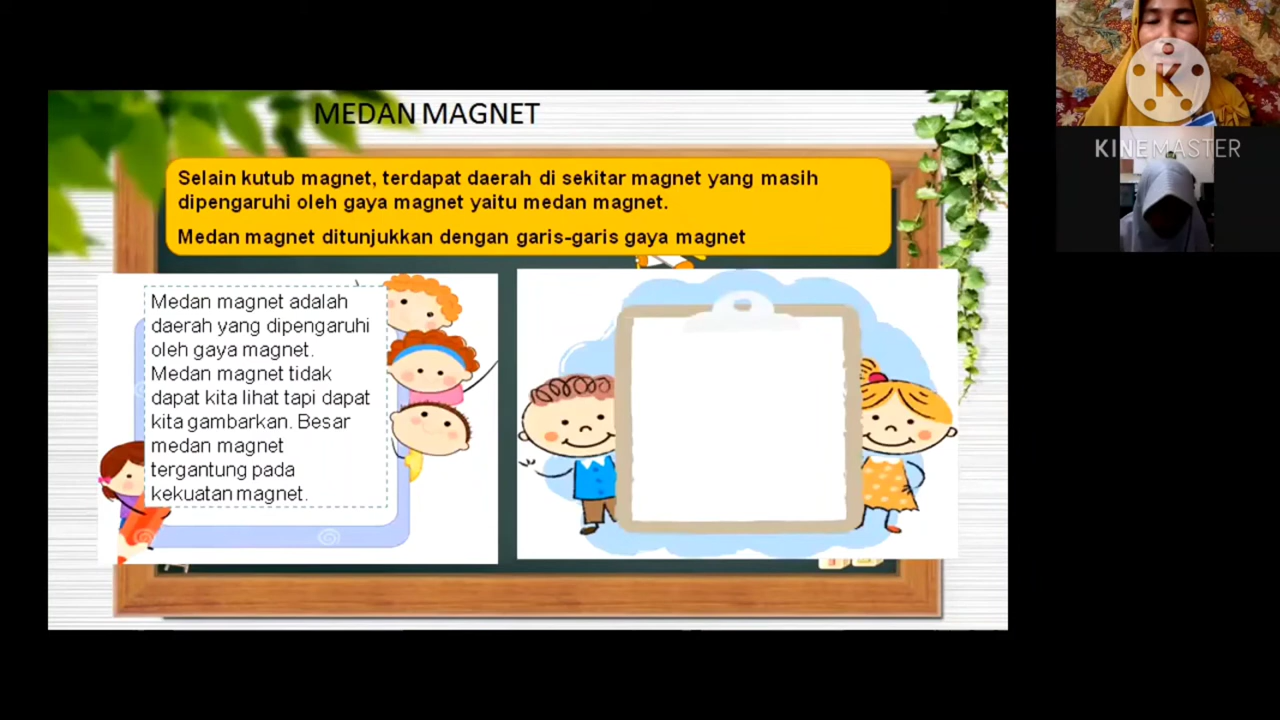 MEDAN MAGNET
Selain kutub magnet, terdapat daerah di sekitar magnet yang masih
dipengaruhi oleh gaya magnet yaitu medan magnet.
Medan magnet ditunjukkan dengan garis-garis gaya magnet
Medan magnet adalah
daerah yang dipengaruhi
oleh gaya magnet.
Medan magnet tidak
dapat kita lihat tapi dapat
kita gambarkan. Besar
medan magnet
tergantung pada
kekuatan magnet.
K
KINEMASTER